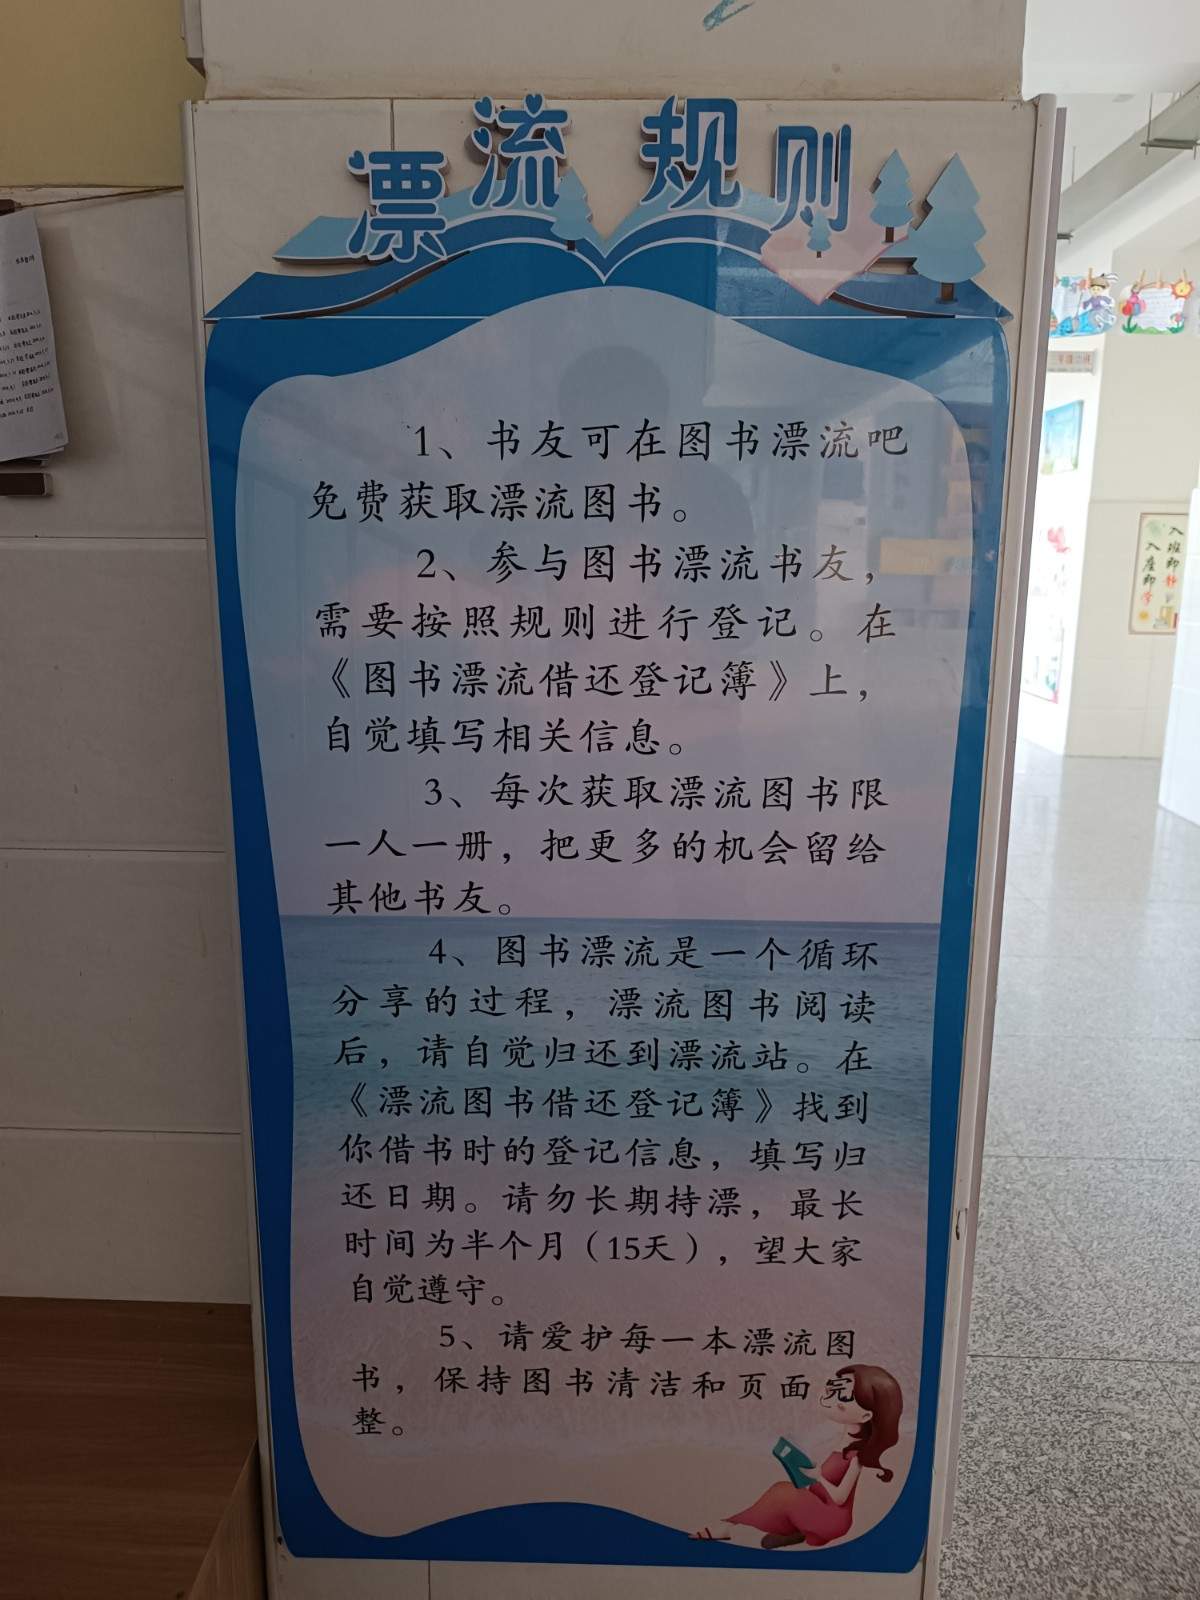 漂流规则
1、书友可在图书漂流吧
免费获取漂流图书。
2、参与图书漂流书友，
需要按照规则进行登记。在
《图书漂流借还登记簿》上，
自觉填写相关信息。
3、每次获取漂流图书限
一人一册，把更多的机会留给
其他书友。
4、图书漂流是一个循环
分享的过程，漂流图书阅读
后，请自觉归还到漂流站。在
《漂流图书借还登记簿》找到
你借书时的登记信息，填写归
还日期。请勿长期持漂，最长
时间为半个月（15天），望大家
自觉遵守。
5、请爱护每一本漂流图
书，保持图书清洁和页面完
整。
入班即静
入座即学